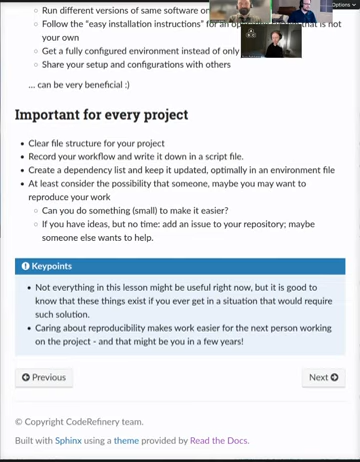 Options
Run different versions of same software on
Follow the "easy installation instructions" for an that is not
your own
Get a fully configured environment instead of only
Share your setup and configurations with others
... can be very beneficial :)
Important for every project
Clear file structure for your project
Record your workflow and write it down in a script file.
Create a dependency list and keep it updated, optimally in an environment file
At least consider the possibility that someone, maybe you may want to
reproduce your work
Can you do something (small) to make it easier?
If you have ideas, but no time: add an issue to your repository; maybe
someone else wants to help.
Keypoints
Not everything in this lesson might be useful right now, but it is good to
know that these things exist if you ever get in a situation that would require
such solution.
Caring about reproducibility makes work easier for the next person working
on the project - and that might be you in a few years!
Previous
Next
© Copyright CodeRefinery team.
Built with Sphinx using a theme provided by Read the Docs.